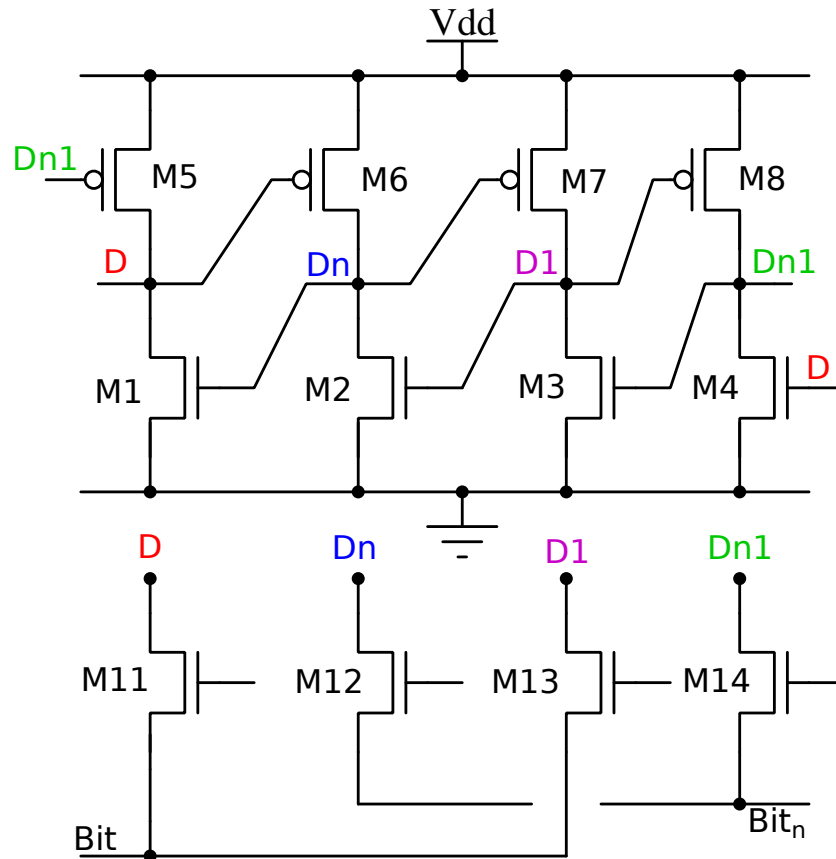 Vdd
Dn1 M5 M6 M7 M8
D Dn D1 Dn1
M1 M2 M3 M4 D
D Dn D1 Dn1
M11 M12 M13 M14
Bit Bitn